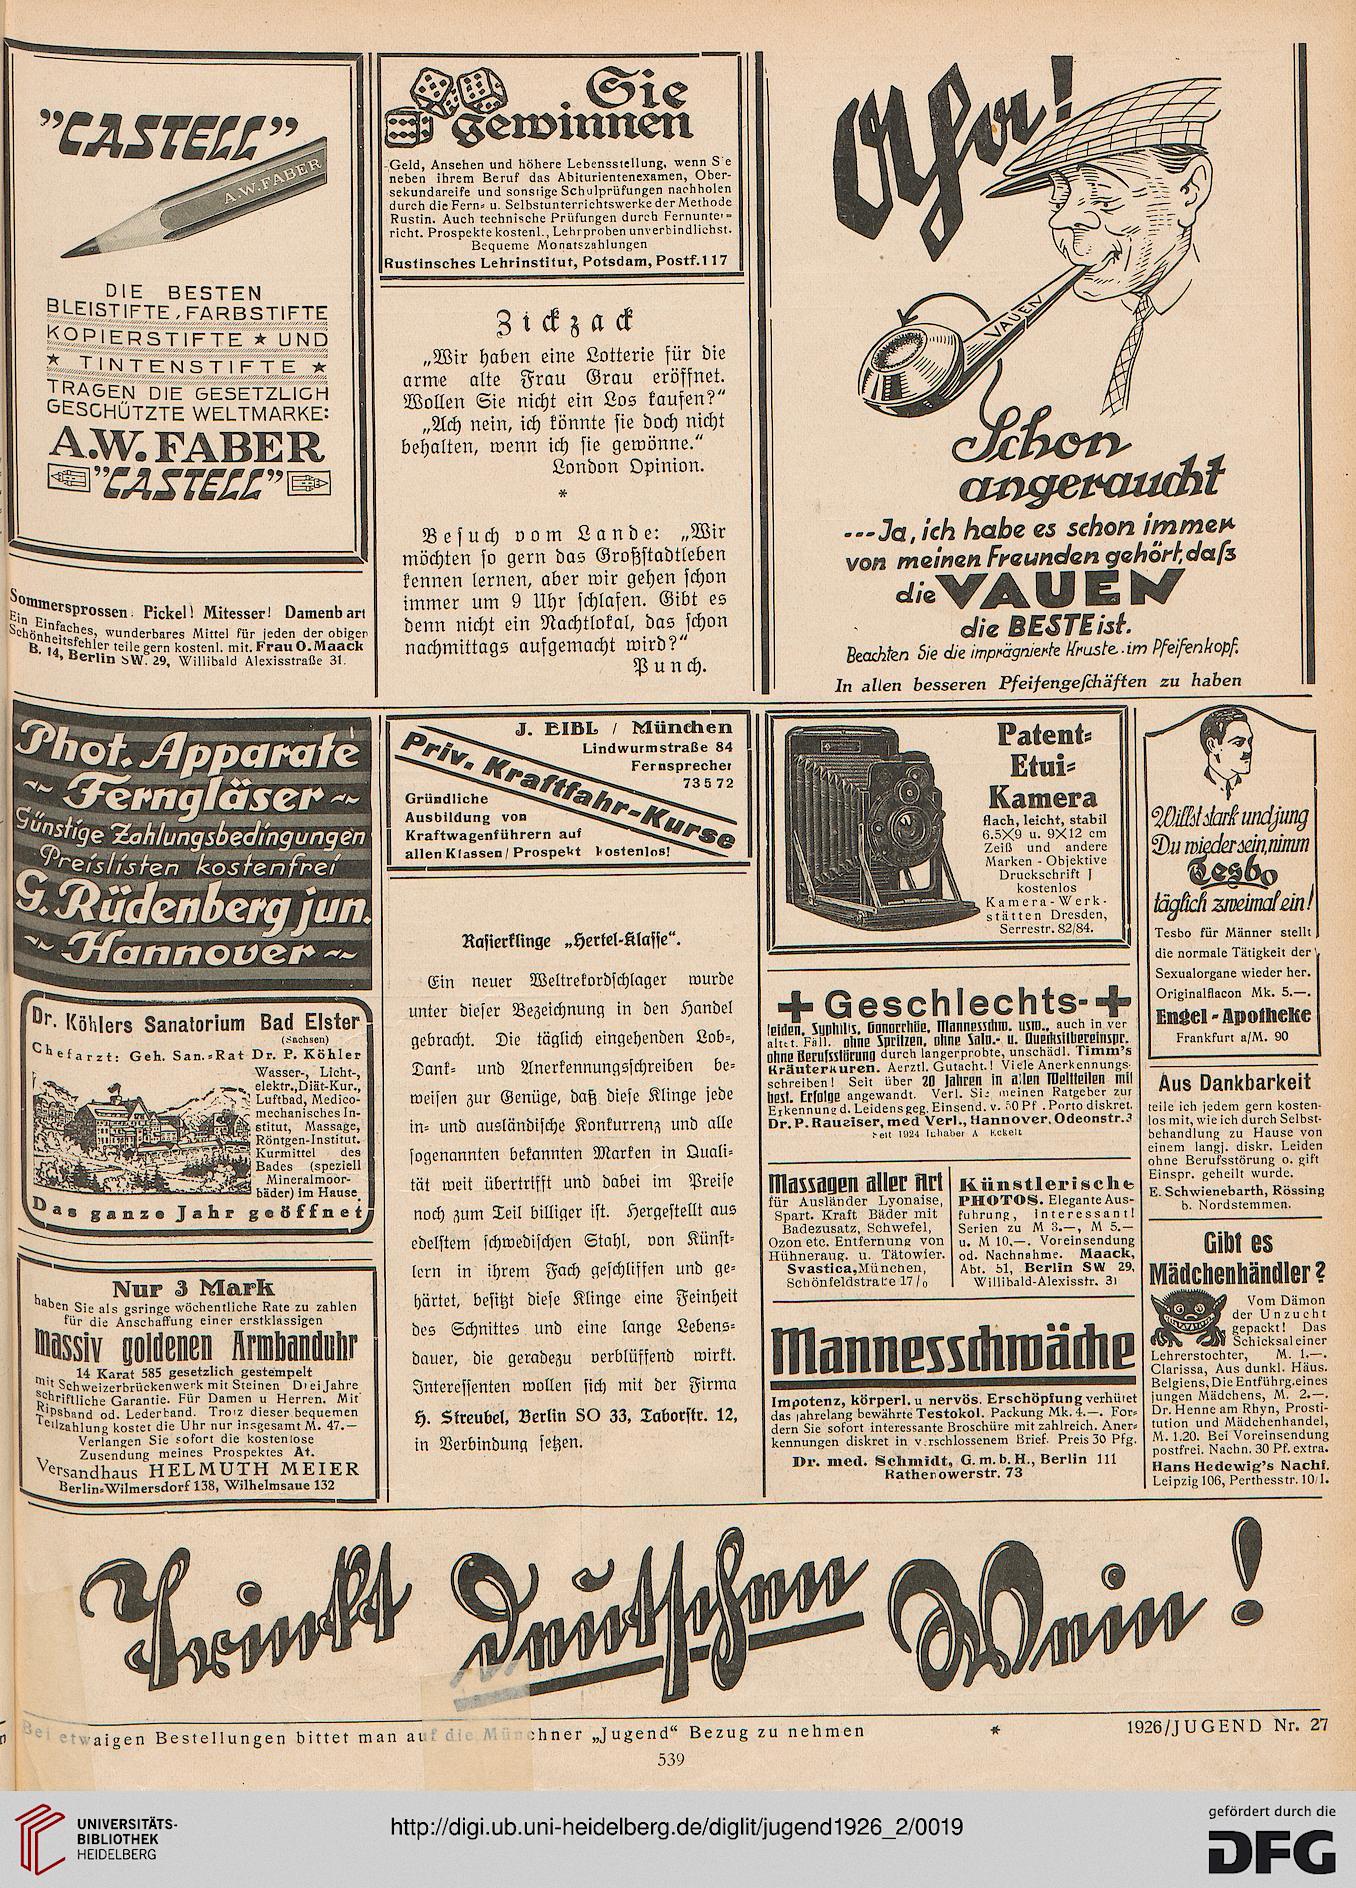 "CASTELL"
A.W.FABER
DIE BESTEN
BLEISTIFTE, FARBSTIFTE
KOPIERSTIFTE ★ UND
★ TINTENSTIFTE ★
TRAGEN DIE GESETZLICH
GESCHÜTZTE WELTMARKE:
A.W. FABER
"CASTELL"
Sommersprossen. Pickel! Mitesser! Damenbart
Ein Einfaches, wunderbares Mittel für jeden der obiger
Schönheitsfehler teile gern kostenl. mit. Frau O. Maack
B. 14, Berlin SW. 29, Willibald Alexisstraße 31.
Sie
gewinnen
Geld, Ansehen und höhere Lebensstellung, wenn S e
neben ihrem Beruf das Abiturientenexamen, Ober-
sekundareife und sonstige Schulprüfungen nachholen
durch die Fern- u. Selbstunterrichtswerke der Methode
Rustin. Auch technische Prüfungen durch Fernunter-
richt. Prospekte kostenl., Lehrproben unverbindlichst.
Bequeme Monatszahlungen
Rustinsches Lehrinstitut, Potsdam, Postf. 117
Zickzack
„Wir haben eine Lotterie für die
arme alte Frau Grau eröffnet.
Wollen Sie nicht ein Los kaufen?“
„Ach nein, ich könnte sie doch nicht
behalten, wenn ich sie gewönne.“
London Opinion.
*
Besuch vom Lande: „Wir
möchten so gern das Großstadtleben
kennen lernen, aber wir gehen schon
immer um 9 Uhr schlafen. Gibt es
denn nicht ein Nachtlokal, das schon
nachmittags aufgemacht wird?“
Punch.
VAUEN
Schon
angeraucht
---Ja, ich habe es schon immer
von meinen Freunden gehört, daß
die VAUEN
die BESTE ist.
Beachten Sie die imprägnierte Kruste im Pfeifenkopf.
In allen besseren Pfeifengeschäften zu haben
Phot. Apparate
~ Ferngläser ~
Günstige Zahlungsbedingungen
Preislisten kostenfrei
G. Rüdenberg jun.
~ Hannover ~
J. EIBL / München
Lindwurmstraße 84
Fernsprecher
73572
Priv. Kraftfahr-Kurse
Gründliche
Ausbildung von
Kraftwagenführern auf
allen Klassen / Prospekt kostenlos!
Patent-
Etui-
Kamera
flach, leicht, stabil
6.5×9 u. 9×12 cm
Zeiß und andere
Marken - Objektive
Druckschrift J
kostenlos
Kamera-Werk-
stätten Dresden,
Serrestr. 82/84.
Willst stark und jung
Du wieder sein, nimm
Tesbo
täglich zweimal ein!
Tesbo für Männer stellt
die normale Tätigkeit der
Sexualorgane wieder her.
Originalflacon Mk. 5.—.
Engel-Apotheke
Frankfurt a/M. 90
Dr. Köhlers Sanatorium Bad Elster
(Sachsen)
Chefarzt: Geh. San.-Rat Dr. P. Köhler
Wasser-, Licht-,
elektr., Diät-Kur.,
Luftbad, Medico-
mechanisches In-
stitut, Massage,
Röntgen-Institut.
Kurmittel des
Bades (speziell
Mineralmoor-
bäder) im Hause.
Das ganze Jahr geöffnet
Nur 3 Mark
haben Sie als geringe wöchentliche Rate zu zahlen
für die Anschaffung einer erstklassigen
massiv goldenen Armbanduhr
14 Karat 585 gesetzlich gestempelt
mit Schweizerbrückenwerk mit Steinen Drei Jahre
schriftliche Garantie. Für Damen u Herren. Mit
Ripsband od. Lederband. Trotz dieser bequemen
Teilzahlung kostet die Uhr nur insgesamt M. 47.—
Verlangen Sie sofort die kostenlose
Zusendung meines Prospektes At.
Versandhaus HELMUTH MEIER
Berlin-Wilmersdorf 138, Wilhelmsaue 132
Rasierklinge „Hertel-Klasse“.
Ein neuer Weltrekordschlager wurde
unter dieser Bezeichnung in den Handel
gebracht. Die täglich eingehenden Lob-,
Dank- und Anerkennungsschreiben be-
weisen zur Genüge, daß diese Klinge jede
in- und ausländische Konkurrenz und alle
sogenannten bekannten Marken in Quali-
tät weit übertrifft und dabei im Preise
noch zum Teil billiger ist. Hergestellt aus
edelstem schwedischen Stahl, von Künst-
lern in ihrem Fach geschliffen und ge-
härtet, besitzt diese Klinge eine Feinheit
des Schnittes und eine lange Lebens-
dauer, die geradezu verblüffend wirkt.
Interessenten wollen sich mit der Firma
H. Streubel, Berlin SO 33, Taborstr. 12,
in Verbindung setzen.
Geschlechts-
leiden, Syphilis, Gonorrhöe, Mannesschw. usw., auch in ver
altet. Fäll. ohne Spritzen, ohne Salv.- u. Quecksilbereinspr.
ohne Berufsstörung durch langerprobte, unschädl. Timm's
Kräuterkuren. Aerztl. Gutacht.! Viele Anerkennungs-
schreiben! Seit über 20 Jahren in allen Weltteilen mit
best. Erfolge angewandt. Verl. Sie meinen Ratgeber zur
Erkennung d. Leidens geg. Einsend. v. 50 Pf. Porto diskret.
Dr. P. Raueiser, med Verl., Hannover, Odeonstr. 3
Seit 1924 Inhaber A Eckelt
Massagen aller Art
für Ausländer Lyonaise,
Spart. Kraft Bäder mit
Badezusatz, Schwefel,
Ozon etc. Entfernung von
Hühneraug. u. Tätowier.
Svastica, München,
Schönfeldstraße 17/0
Künstlerische
PHOTOS. Elegante Aus-
führung, interessant!
Serien zu M 3.—, M 5.—
u. M 10.—. Voreinsendung
od. Nachnahme. Maack,
Abt. 51, Berlin SW 29,
Willibald-Alexisstr. 31
Mannesschwäche
Impotenz, körperl. u nervös. Erschöpfung verhütet
das jahrelang bewährte Testokol. Packung Mk. 4.—. For-
dern Sie sofort interessante Broschüre mit zahlreich. Aner-
kennungen diskret in verschlossenem Brief. Preis 30 Pfg.
Dr. med. Schmidt, G. m. b. H., Berlin 111
Rathenowerstr. 73
Aus Dankbarkeit
teile ich jedem gern kosten-
los mit, wie ich durch Selbst-
behandlung zu Hause von
einem langj. diskr. Leiden
ohne Berufsstörung o. gift
Einspr. geheilt wurde.
E. Schwienebarth, Rössing
b. Nordstemmen.
Gibt es
Mädchenhändler?
Vom Dämon
der Unzucht
gepackt! Das
Schicksal einer
Lehrerstochter, M. 1.—.
Clarissa, Aus dunkl. Häus.
Belgiens, Die Entführg. eines
jungen Mädchens, M. 2.—.
Dr. Henne am Rhyn, Prosti-
tution und Mädchenhandel,
M. 1.20. Bei Voreinsendung
postfrei. Nachn. 30 Pf. extra.
Hans Hedewig's Nachf.
Leipzig 106, Perthesstr. 10/1.
Trinkt deutschen Wein!
Bei etwaigen Bestellungen bittet man auf die Münchner „Jugend“ Bezug zu nehmen
*
1926 / JUGEND Nr. 27
539
UNIVERSITÄTS-
BIBLIOTHEK
HEIDELBERG
http://digi.ub.uni-heidelberg.de/diglit/jugend1926_2/0019
gefördert durch die
DFG